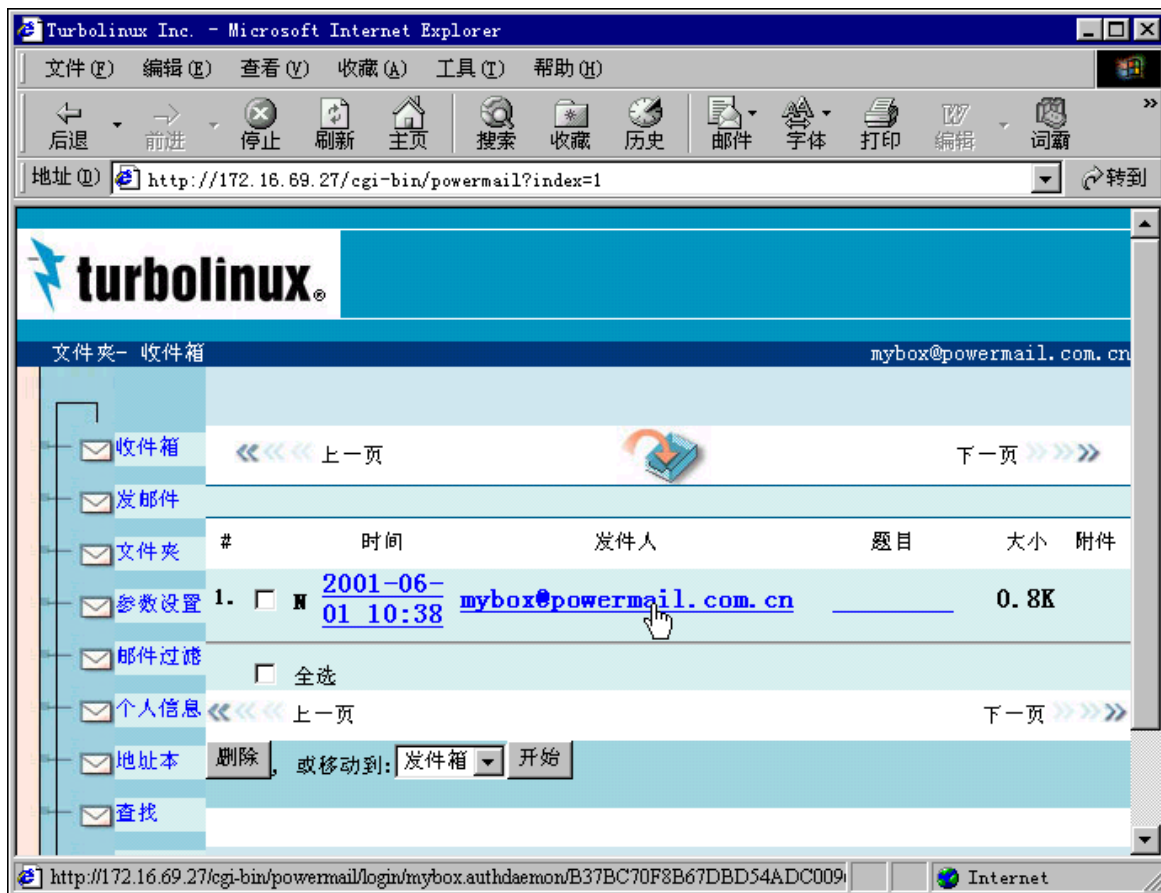 Turbolinux Inc. - Microsoft Internet Explorer
文件(F) 编辑(E) 查看(V) 收藏(A) 工具(T) 帮助(H)
后退 前进 停止 刷新 主页 搜索 收藏 历史 邮件 字体 打印 编辑 词霸 »
地址(D) http://172.16.69.27/cgi-bin/powermail?index=1 转到
turbolinux®
文件夹- 收件箱 mybox@powermail.com.cn
收件箱
发邮件
文件夹
参数设置
邮件过滤
个人信息
地址本
查找
上一页 下一页
# 时间 发件人 题目 大小 附件
1. N 2001-06-01 10:38 mybox@powermail.com.cn 0.8K
全选
上一页 下一页
删除, 或移动到: 发件箱 开始
http://172.16.69.27/cgi-bin/powermail/login/mybox.authdaemon/B37BC70F8B67DBD54ADC009 Internet